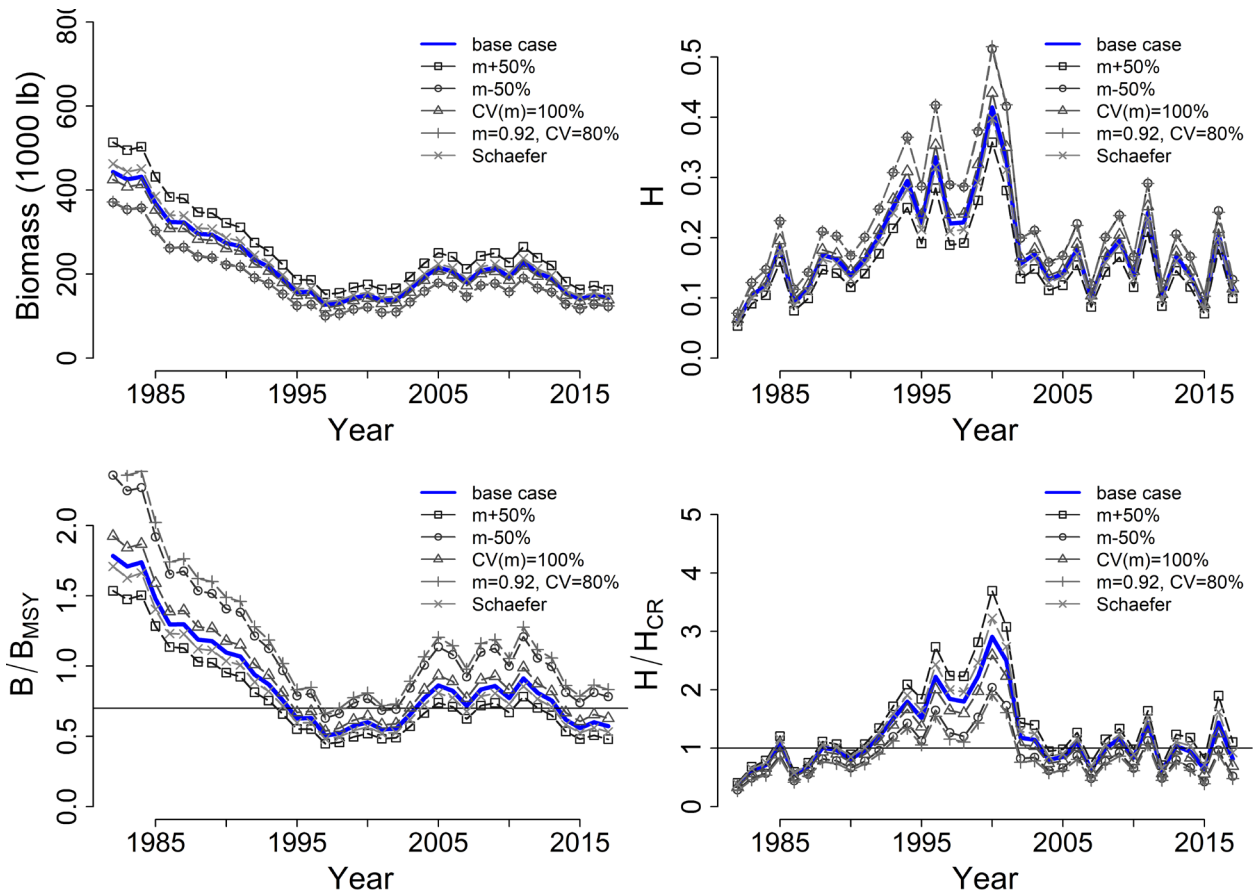 Biomass (1000 lb)
0 200 400 600 800
1985 1995 2005 2015
Year
base case
m+50%
m-50%
CV(m)=100%
m=0.92, CV=80%
Schaefer
H
0.0 0.1 0.2 0.3 0.4 0.5
1985 1995 2005 2015
Year
base case
m+50%
m-50%
CV(m)=100%
m=0.92, CV=80%
Schaefer
B/BMSY
0.0 0.5 1.0 1.5 2.0
1985 1995 2005 2015
Year
base case
m+50%
m-50%
CV(m)=100%
m=0.92, CV=80%
Schaefer
H/HCR
0 1 2 3 4 5
1985 1995 2005 2015
Year
base case
m+50%
m-50%
CV(m)=100%
m=0.92, CV=80%
Schaefer